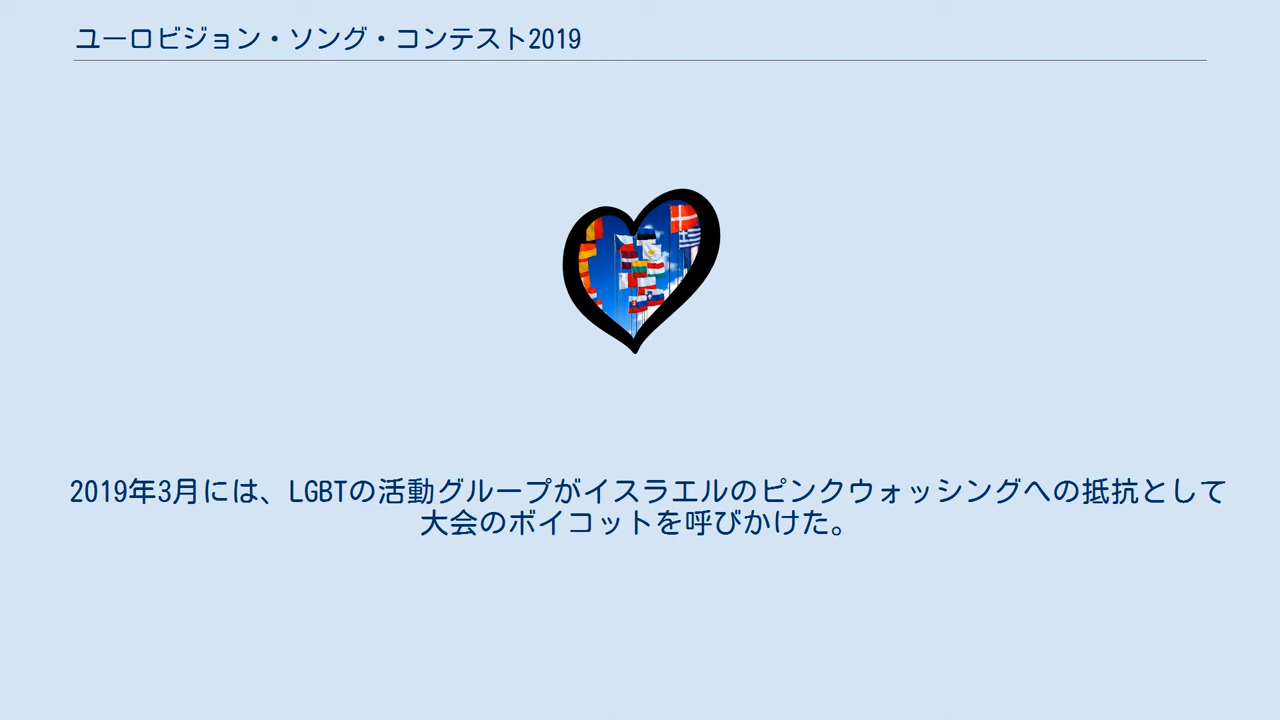 ユーロビジョン・ソング・コンテスト2019
2019年3月には、LGBTの活動グループがイスラエルのピンクウォッシングへの抵抗として
大会のボイコットを呼びかけた。